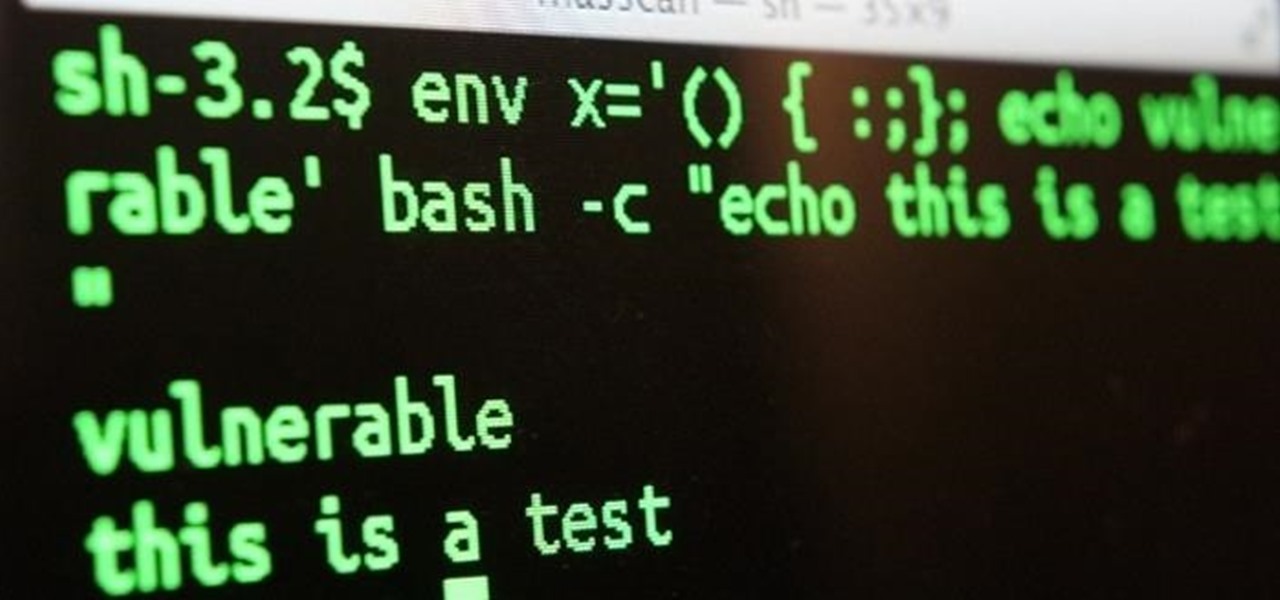 masscan — sh — 35x9
sh-3.2$ env x='() { :;}; echo vulne
rable' bash -c "echo this is a test
"
vulnerable
this is a test